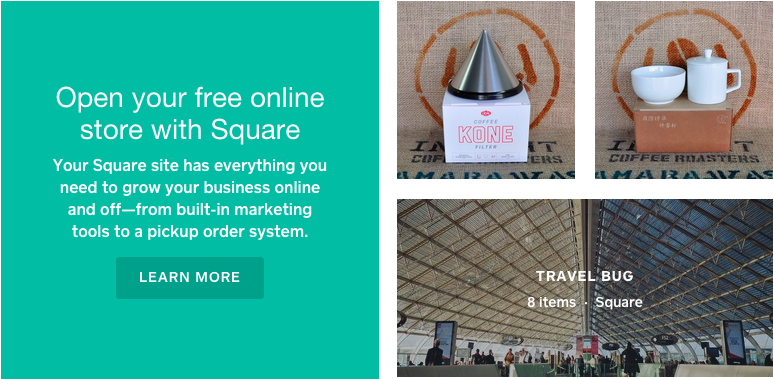 Open your free online
store with Square
Your Square site has everything you
need to grow your business online
and off—from built-in marketing
tools to a pickup order system.
LEARN MORE
COFFEE
KONE
FILTER
COFFEE ROASTERS
TRAVEL BUG
8 items · Square